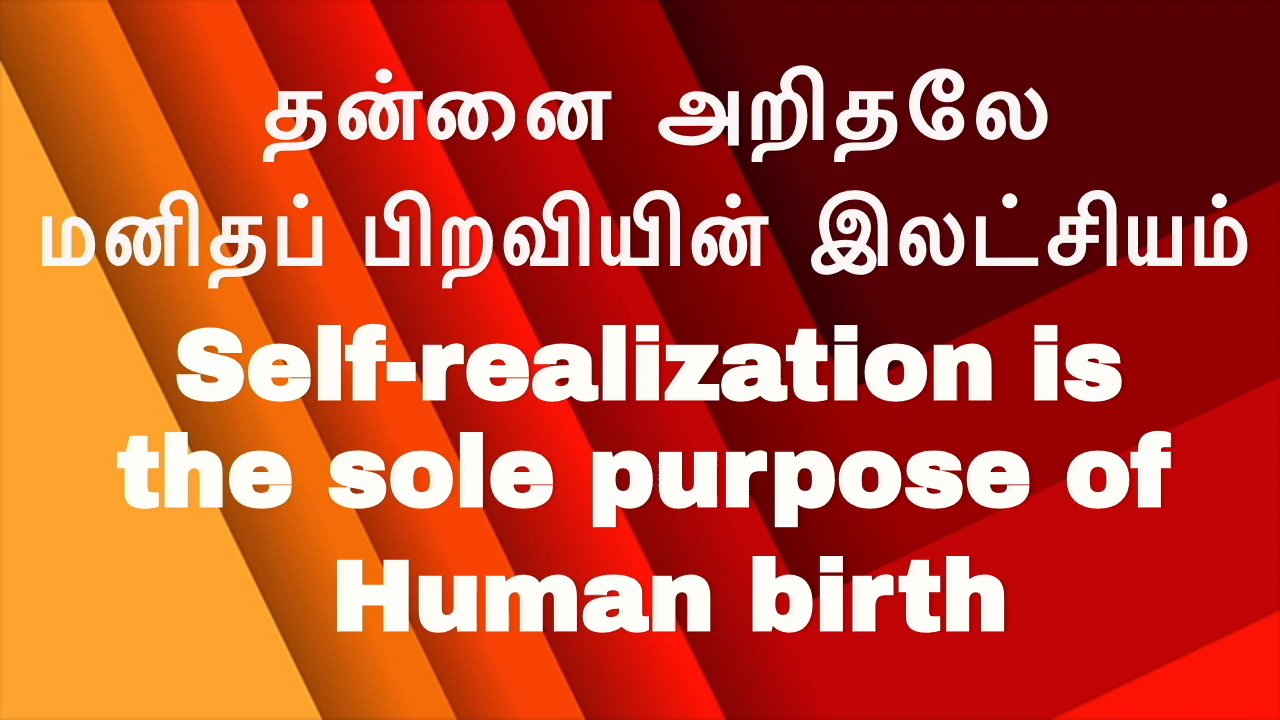 தன்னை அறிதலே
மனிதப் பிறவியின் இலட்சியம்
Self-realization is
the sole purpose of
Human birth